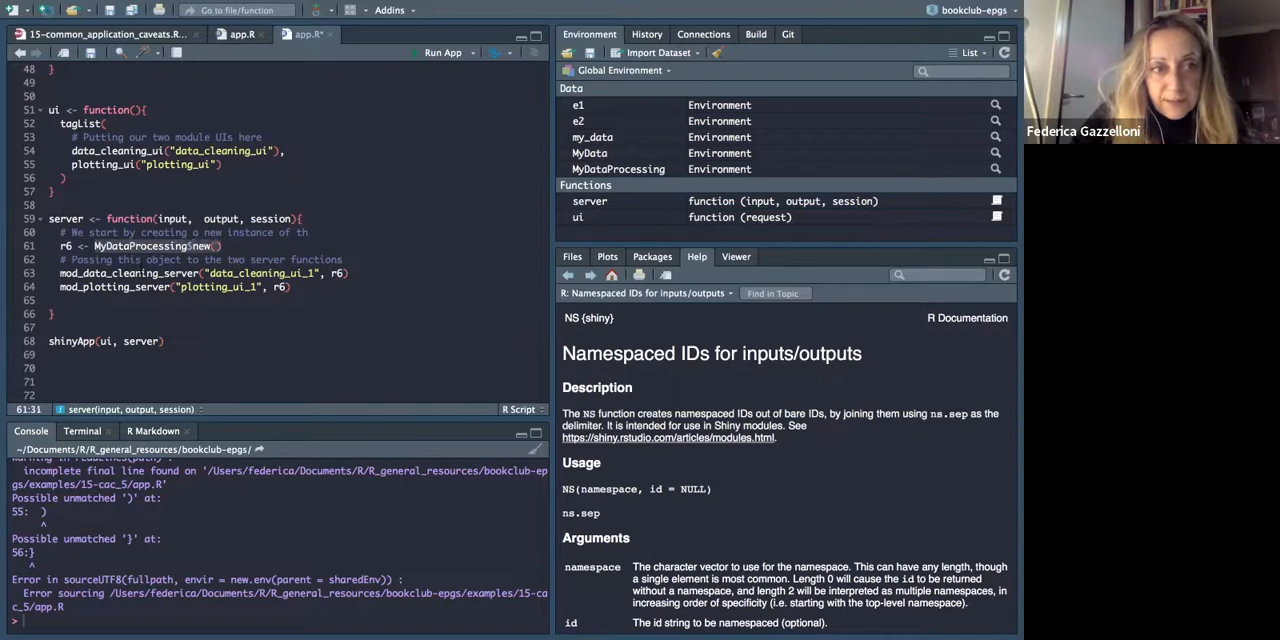 Go to file/function
Addins
bookclub-epgs
15-common_application_caveats.R...
app.R
app.R*
Run App
48 }
49
50
51 ui <- function(){
52 tagList(
53 # Putting our two module UIs here
54 data_cleaning_ui("data_cleaning_ui"),
55 plotting_ui("plotting_ui")
56 )
57 }
58
59 server <- function(input, output, session){
60 # We start by creating a new instance of th
61 r6 <- MyDataProcessing$new()
62 # Passing this object to the two server functions
63 mod_data_cleaning_server("data_cleaning_ui_1", r6)
64 mod_plotting_server("plotting_ui_1", r6)
65
66 }
67
68 shinyApp(ui, server)
69
70
71
72
61:31 server(input, output, session) R Script
Console Terminal R Markdown
~/Documents/R/R_general_resources/bookclub-epgs/
incomplete final line found on '/Users/federica/Documents/R/R_general_resources/bookclub-ep
gs/examples/15-cac_5/app.R'
Possible unmatched ')' at:
55: )
^
Possible unmatched '}' at:
56:}
^
Error in sourceUTF8(fullpath, envir = new.env(parent = sharedEnv)) :
Error sourcing /Users/federica/Documents/R/R_general_resources/bookclub-epgs/examples/15-ca
c_5/app.R
>
Environment History Connections Build Git
Import Dataset
List
Global Environment
Data
e1 Environment
e2 Environment
my_data Environment
MyData Environment
MyDataProcessing Environment
Functions
server function (input, output, session)
ui function (request)
Files Plots Packages Help Viewer
R: Namespaced IDs for inputs/outputs
Find in Topic
NS {shiny} R Documentation
Namespaced IDs for inputs/outputs
Description
The NS function creates namespaced IDs out of bare IDs, by joining them using ns.sep as the
delimiter. It is intended for use in Shiny modules. See
https://shiny.rstudio.com/articles/modules.html.
Usage
NS(namespace, id = NULL)
ns.sep
Arguments
namespace The character vector to use for the namespace. This can have any length, though
a single element is most common. Length 0 will cause the id to be returned
without a namespace, and length 2 will be interpreted as multiple namespaces, in
increasing order of specificity (i.e. starting with the top-level namespace).
id The id string to be namespaced (optional).
Federica Gazzelloni